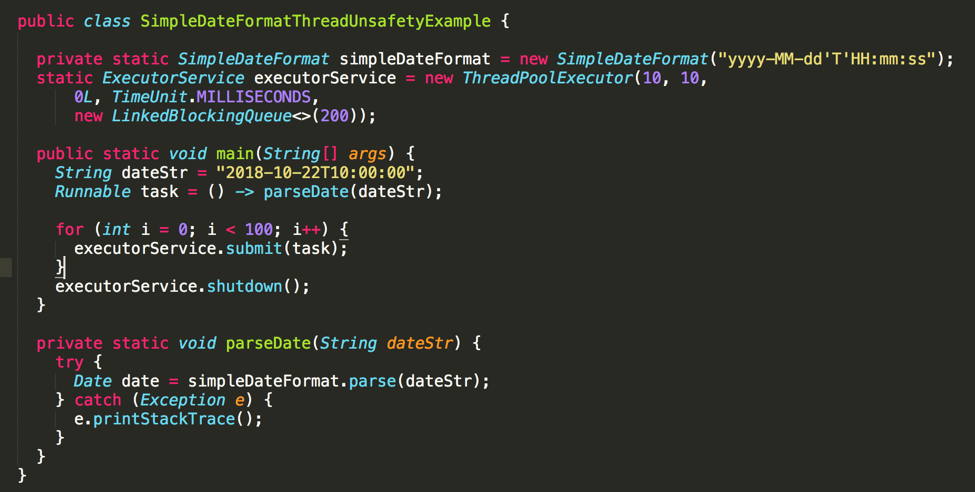 public class SimpleDateFormatThreadUnsafetyExample {
private static SimpleDateFormat simpleDateFormat = new SimpleDateFormat("yyyy-MM-dd'T'HH:mm:ss");
static ExecutorService executorService = new ThreadPoolExecutor(10, 10,
0L, TimeUnit.MILLISECONDS,
new LinkedBlockingQueue<>(200));
public static void main(String[] args) {
String dateStr = "2018-10-22T10:00:00";
Runnable task = () -> parseDate(dateStr);
for (int i = 0; i < 100; i++) {
executorService.submit(task);
}
executorService.shutdown();
}
private static void parseDate(String dateStr) {
try {
Date date = simpleDateFormat.parse(dateStr);
} catch (Exception e) {
e.printStackTrace();
}
}
}